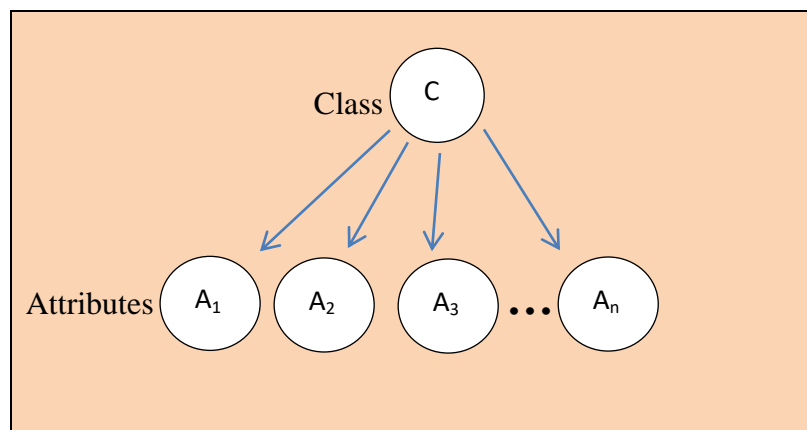 C
Class
Attributes A₁ A₂ A₃ ... Aₙ